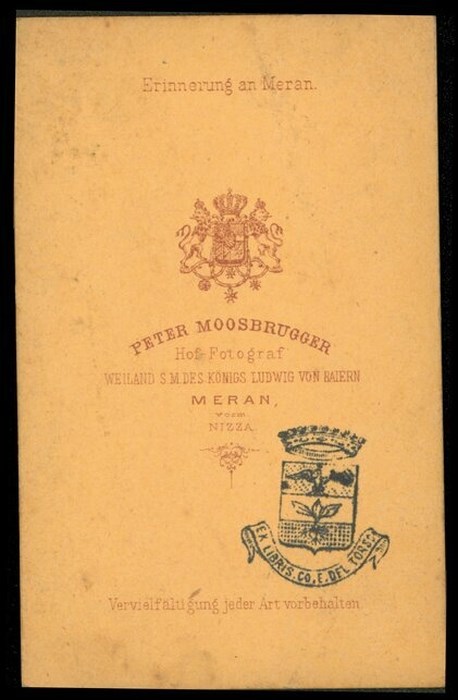 Erinnerung an Meran.
PETER MOOSBRUGGER
Hof-Fotograf
WEILAND S.M. DES KÖNIGS LUDWIG VON BAIERN
MERAN,
VORM
NIZZA.
EX LIBRIS. CO. E. DEL TORSO
Vervielfältigung jeder Art vorbehalten.